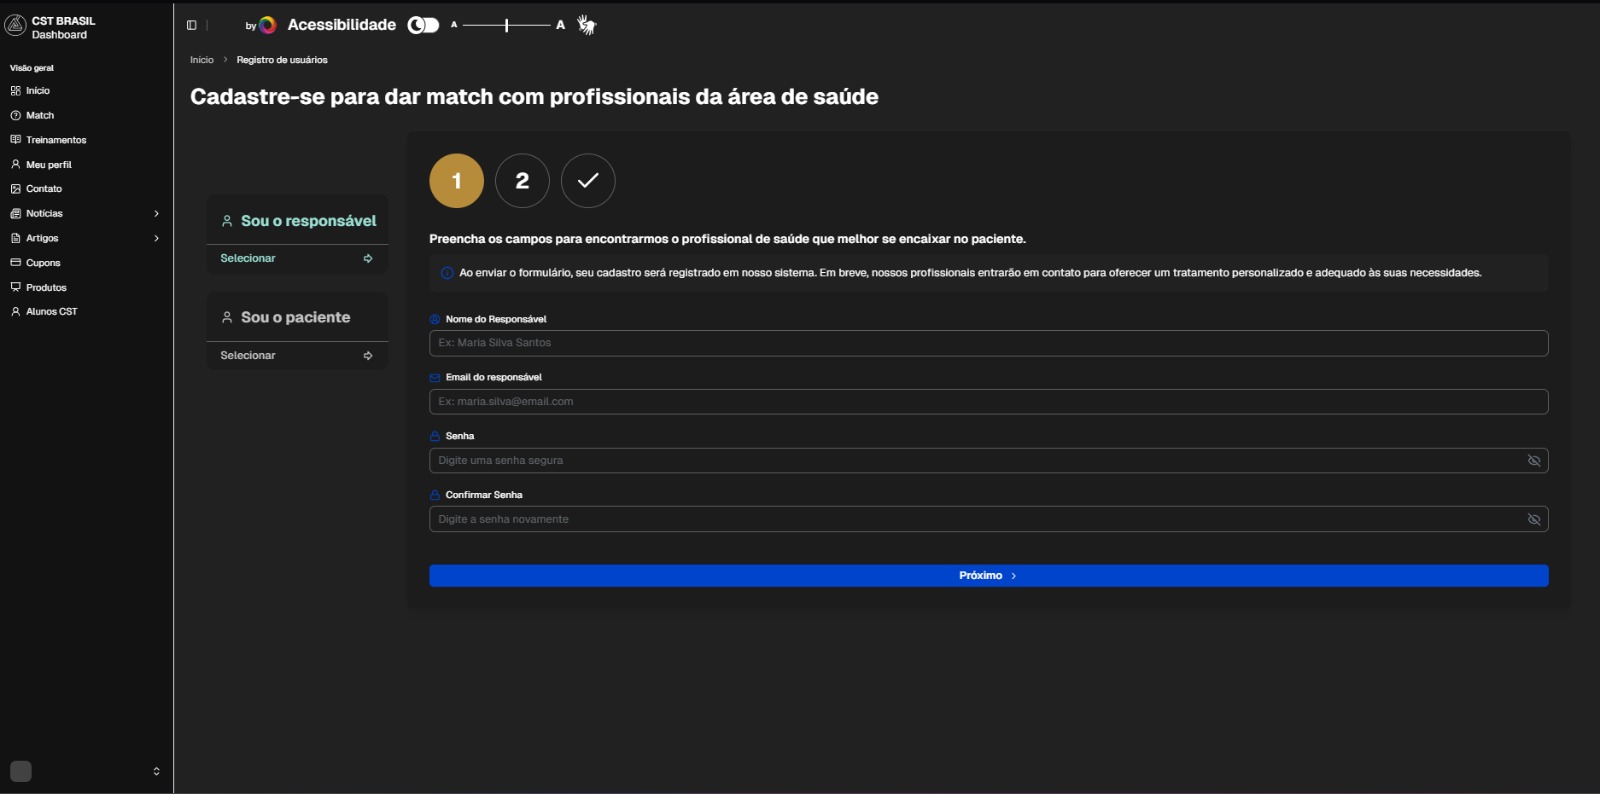 CST BRASIL
Dashboard
Visão geral
Início
Match
Treinamentos
Meu perfil
Contato
Notícias
Artigos
Cupons
Produtos
Alunos CST
by
Acessibilidade
A
A
Início
Registro de usuários
Cadastre-se para dar match com profissionais da área de saúde
Sou o responsável
Selecionar
Sou o paciente
Selecionar
1
2
Preencha os campos para encontrarmos o profissional de saúde que melhor se encaixar no paciente.
Ao enviar o formulário, seu cadastro será registrado em nosso sistema. Em breve, nossos profissionais entrarão em contato para oferecer um tratamento personalizado e adequado às suas necessidades.
Nome do Responsável
Ex: Maria Silva Santos
Email do responsável
Ex: maria.silva@email.com
Senha
Digite uma senha segura
Confirmar Senha
Digite a senha novamente
Próximo